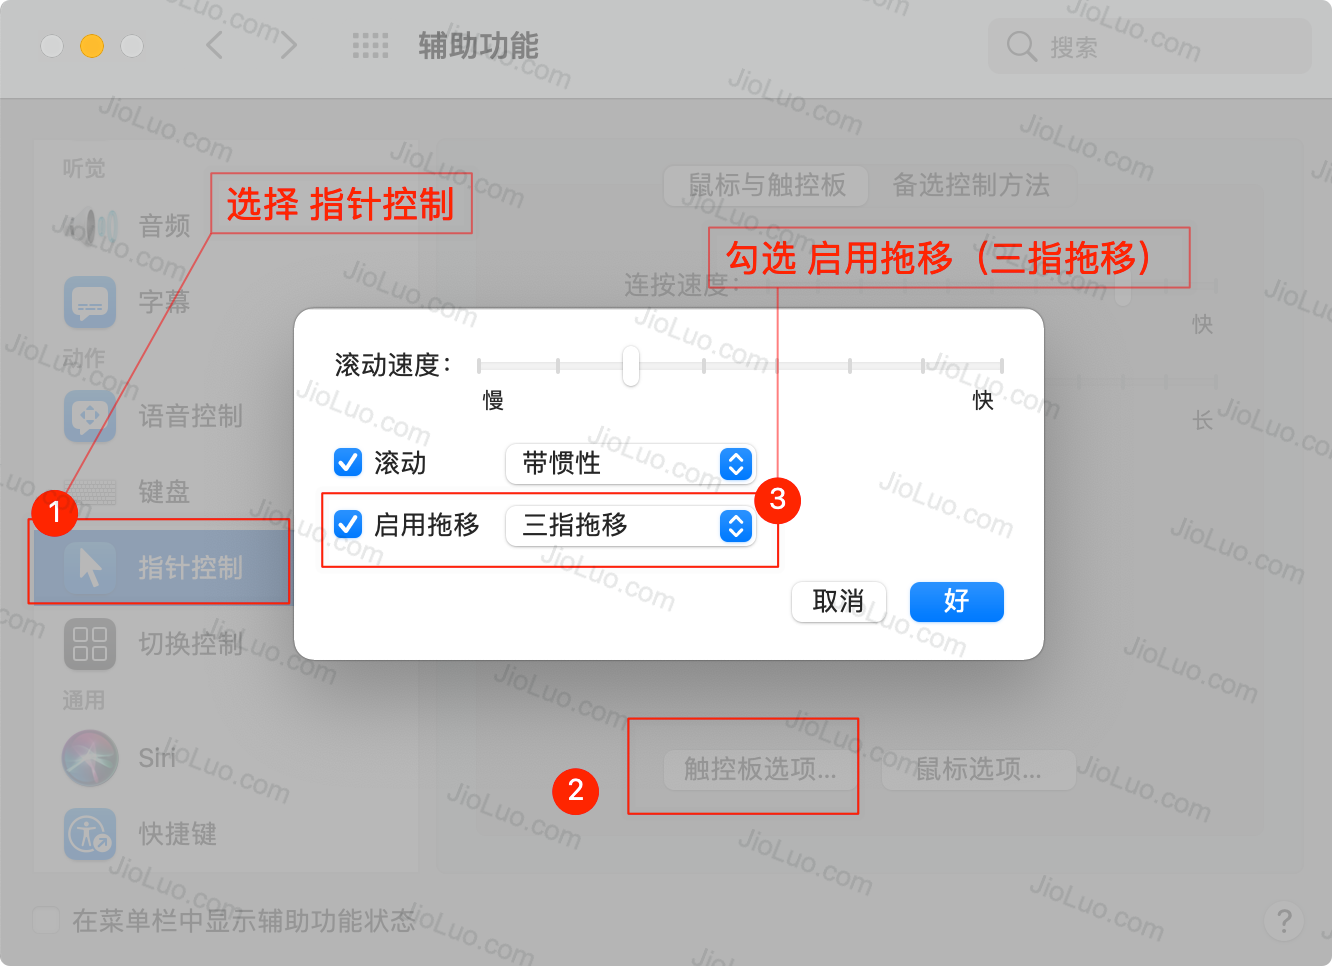 辅助功能
搜索
听觉
音频
字幕
动作
语音控制
键盘
指针控制
切换控制
通用
Siri
快捷键
在菜单栏中显示辅助功能状态
?
选择 指针控制
鼠标与触控板
备选控制方法
勾选 启用拖移（三指拖移）
连按速度：
快
长
滚动速度：
慢
快
滚动
带惯性
启用拖移
三指拖移
取消
好
触控板选项...
鼠标选项...
1
2
3
JioLuo.com